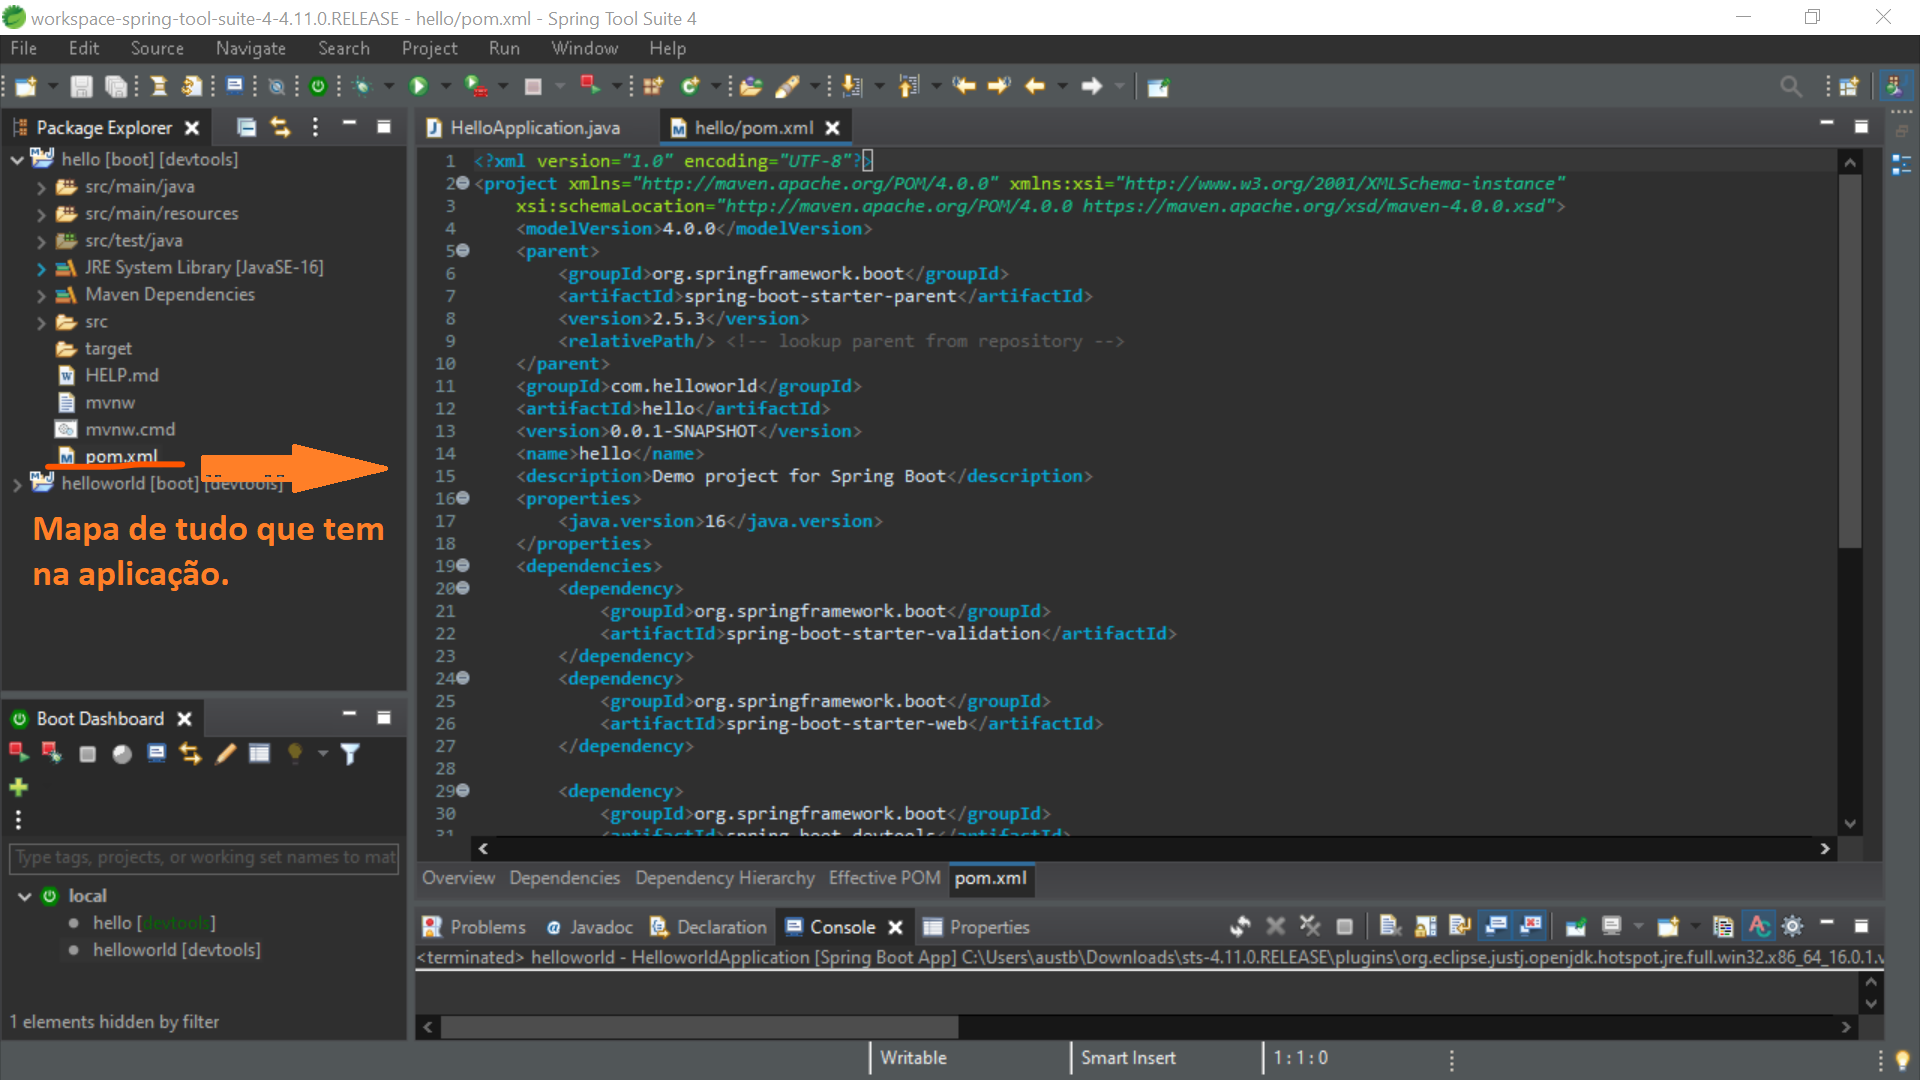 workspace-spring-tool-suite-4-4.11.0.RELEASE - hello/pom.xml - Spring Tool Suite 4
File Edit Source Navigate Search Project Run Window Help
Package Explorer
hello [boot] [devtools]
src/main/java
src/main/resources
src/test/java
JRE System Library [JavaSE-16]
Maven Dependencies
src
target
HELP.md
mvnw
mvnw.cmd
pom.xml
helloworld [boot] [devtools]
Mapa de tudo que tem
na aplicação.
HelloApplication.java
hello/pom.xml
1 <?xml version="1.0" encoding="UTF-8"?>
2 <project xmlns="http://maven.apache.org/POM/4.0.0" xmlns:xsi="http://www.w3.org/2001/XMLSchema-instance"
3 xsi:schemaLocation="http://maven.apache.org/POM/4.0.0 https://maven.apache.org/xsd/maven-4.0.0.xsd">
4 <modelVersion>4.0.0</modelVersion>
5 <parent>
6 <groupId>org.springframework.boot</groupId>
7 <artifactId>spring-boot-starter-parent</artifactId>
8 <version>2.5.3</version>
9 <relativePath/> <!-- lookup parent from repository -->
10 </parent>
11 <groupId>com.helloworld</groupId>
12 <artifactId>hello</artifactId>
13 <version>0.0.1-SNAPSHOT</version>
14 <name>hello</name>
15 <description>Demo project for Spring Boot</description>
16 <properties>
17 <java.version>16</java.version>
18 </properties>
19 <dependencies>
20 <dependency>
21 <groupId>org.springframework.boot</groupId>
22 <artifactId>spring-boot-starter-validation</artifactId>
23 </dependency>
24 <dependency>
25 <groupId>org.springframework.boot</groupId>
26 <artifactId>spring-boot-starter-web</artifactId>
27 </dependency>
28
29 <dependency>
30 <groupId>org.springframework.boot</groupId>
31 <artifactId>spring-boot-devtools</artifactId>
Overview Dependencies Dependency Hierarchy Effective POM pom.xml
Boot Dashboard
Type tags, projects, or working set names to mat
local
hello [devtools]
helloworld [devtools]
1 elements hidden by filter
Problems Javadoc Declaration Console Properties
<terminated> helloworld - HelloworldApplication [Spring Boot App] C:\Users\austb\Downloads\sts-4.11.0.RELEASE\plugins\org.eclipse.justj.openjdk.hotspot.jre.full.win32.x86_64_16.0.1.v
Writable Smart Insert 1 : 1 : 0